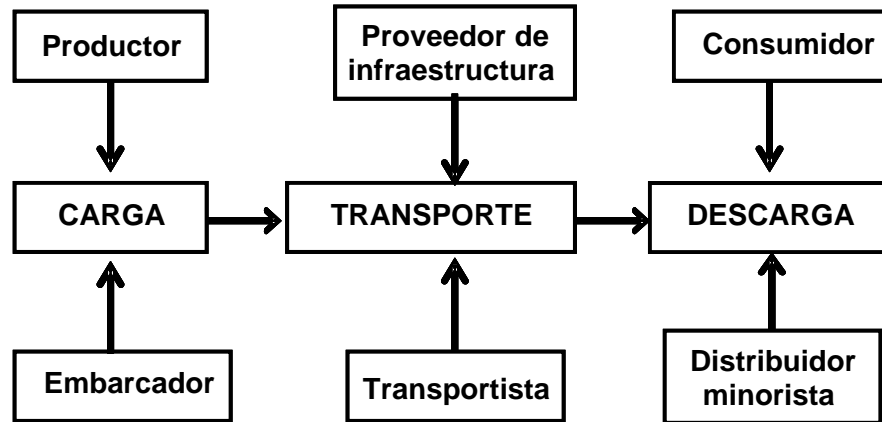 Productor
Proveedor de
infraestructura
Consumidor
CARGA
TRANSPORTE
DESCARGA
Embarcador
Transportista
Distribuidor
minorista